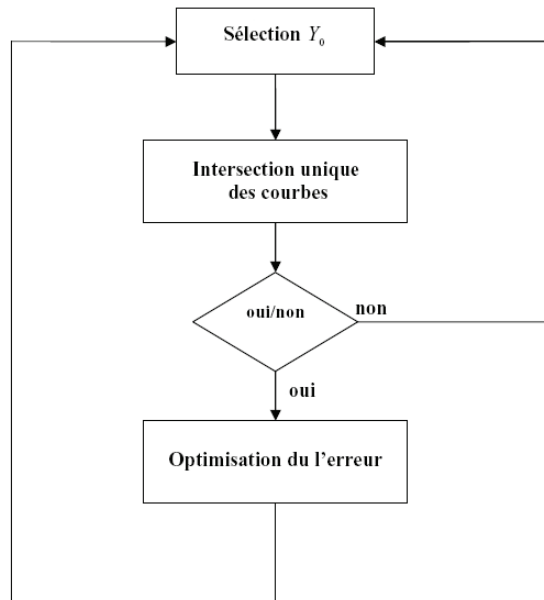 Sélection Y₀
Intersection unique
des courbes
oui/non
non
oui
Optimisation du l'erreur